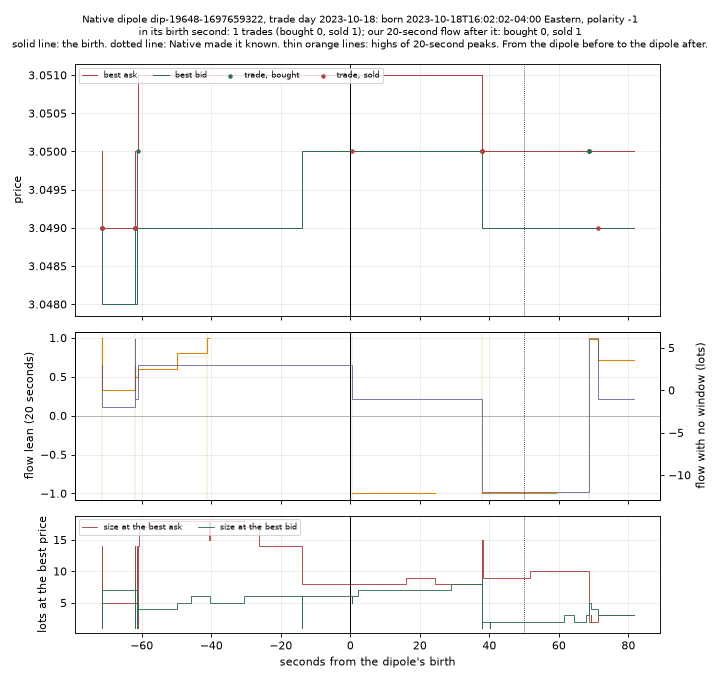 Native dipole dip-19648-1697659322, trade day 2023-10-18: born 2023-10-18T16:02:02-04:00 Eastern, polarity -1
in its birth second: 1 trades (bought 0, sold 1); our 20-second flow after it: bought 0, sold 1
solid line: the birth. dotted line: Native made it known. thin orange lines: highs of 20-second peaks. From the dipole before to the dipole after.
best ask best bid trade, bought trade, sold
3.0510
3.0505
3.0500
3.0495
3.0490
3.0485
3.0480
price
1.0
0.5
0.0
−0.5
−1.0
flow lean (20 seconds)
5
0
−5
−10
flow with no window (lots)
size at the best ask size at the best bid
15
10
5
lots at the best price
−60 −40 −20 0 20 40 60 80
seconds from the dipole's birth